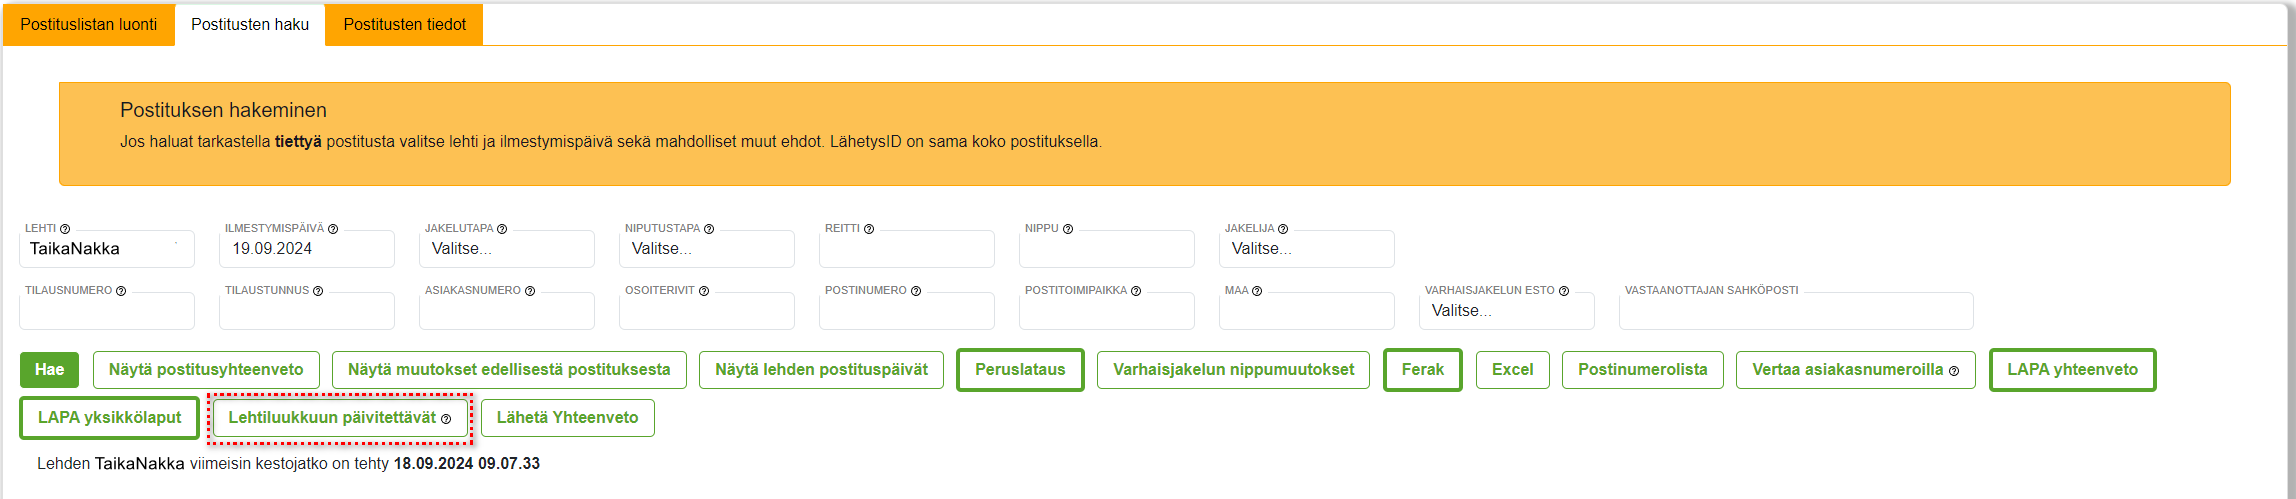 Postituslistan luonti Postitusten haku Postitusten tiedot
Postituksen hakeminen
Jos haluat tarkastella tiettyä postitusta valitse lehti ja ilmestymispäivä sekä mahdolliset muut ehdot. LähetysID on sama koko postituksella.
LEHTI ILMESTYMISPÄIVÄ JAKELUTAPA NIPUTUSTAPA REITTI NIPPU JAKELIJA
TaikaNakka 19.09.2024 Valitse... Valitse... Valitse...
TILAUSNUMERO TILAUSTUNNUS ASIAKASNUMERO OSOITERIVIT POSTINUMERO POSTITOIMIPAIKKA MAA VARHAISJAKELUN ESTO VASTAANOTTAJAN SAHKÖPOSTI
Valitse...
Hae Näytä postitusyhteenveto Näytä muutokset edellisestä postituksesta Näytä lehden postituspäivät Peruslataus Varhaisjakelun nippumuutokset Ferak Excel Postinumerolista Vertaa asiakasnumeroilla LAPA yhteenveto
LAPA yksikkölaput Lehtiluukkuun päivitettävät Lähetä Yhteenveto
Lehden TaikaNakka viimeisin kestojatko on tehty 18.09.2024 09.07.33